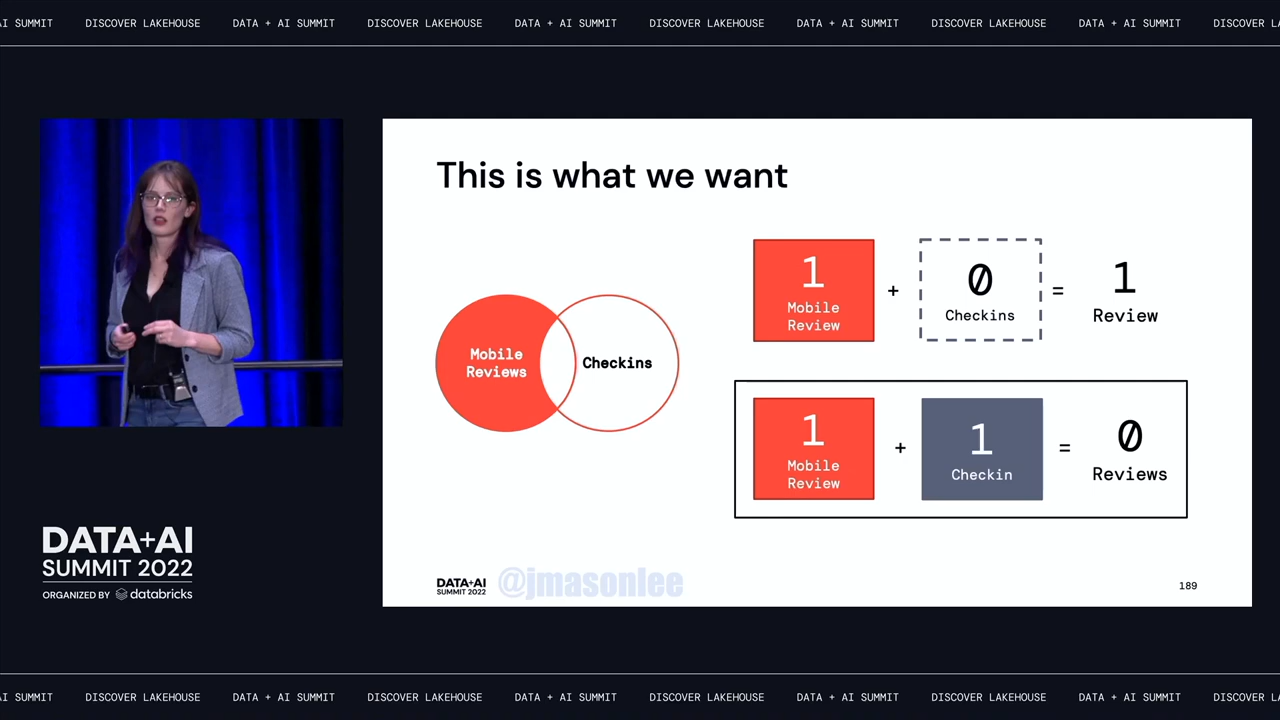 AI SUMMIT DISCOVER LAKEHOUSE DATA + AI SUMMIT DISCOVER LAKEHOUSE DATA + AI SUMMIT DISCOVER LAKEHOUSE DATA + AI SUMMIT DISCOVER LAKEHOUSE DATA + AI SUMMIT DISCOVER LA
This is what we want
1
Mobile
Review
+
0
Checkins
=
1
Review
Mobile
Reviews
Checkins
1
Mobile
Review
+
1
Checkin
=
0
Reviews
DATA+AI
SUMMIT 2022
ORGANIZED BY databricks
DATA+AI
SUMMIT 2022
@jmasonlee
189
AI SUMMIT DISCOVER LAKEHOUSE DATA + AI SUMMIT DISCOVER LAKEHOUSE DATA + AI SUMMIT DISCOVER LAKEHOUSE DATA + AI SUMMIT DISCOVER LAKEHOUSE DATA + AI SUMMIT DISCOVER LA